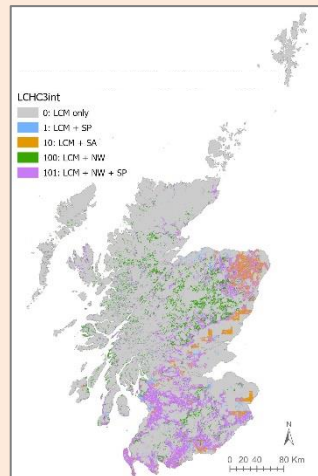 LCHC3int
0: LCM only
1: LCM + SP
10: LCM + SA
100: LCM + NW
101: LCM + NW + SP
N
0 20 40 80 Km